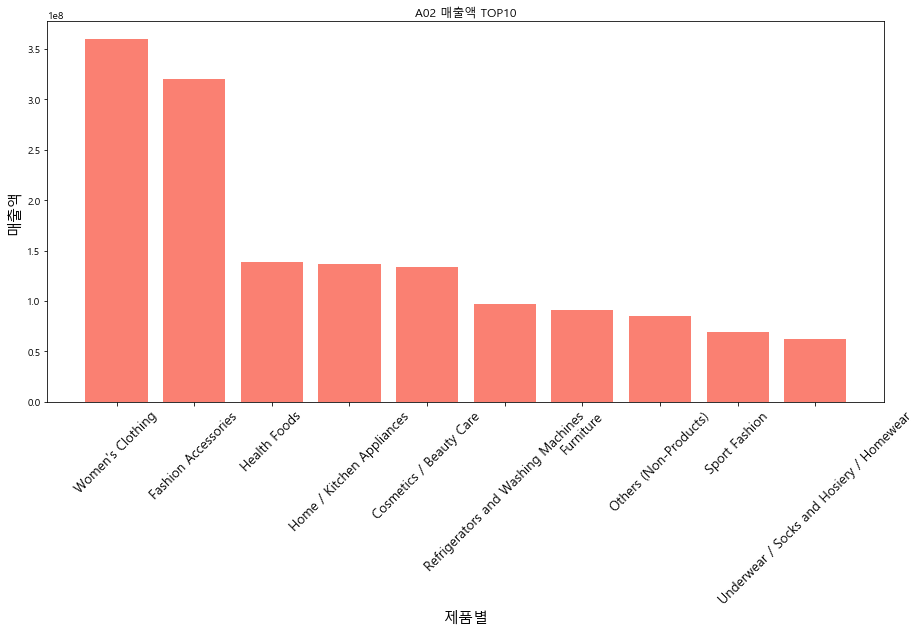 A02 매출액 TOP10
1e8
3.5
3.0
2.5
2.0
1.5
1.0
0.5
0.0
매출액
Women's Clothing
Fashion Accessories
Health Foods
Home / Kitchen Appliances
Cosmetics / Beauty Care
Refrigerators and Washing Machines
Furniture
Others (Non-Products)
Sport Fashion
Underwear / Socks and Hosiery / Homewear
제품별